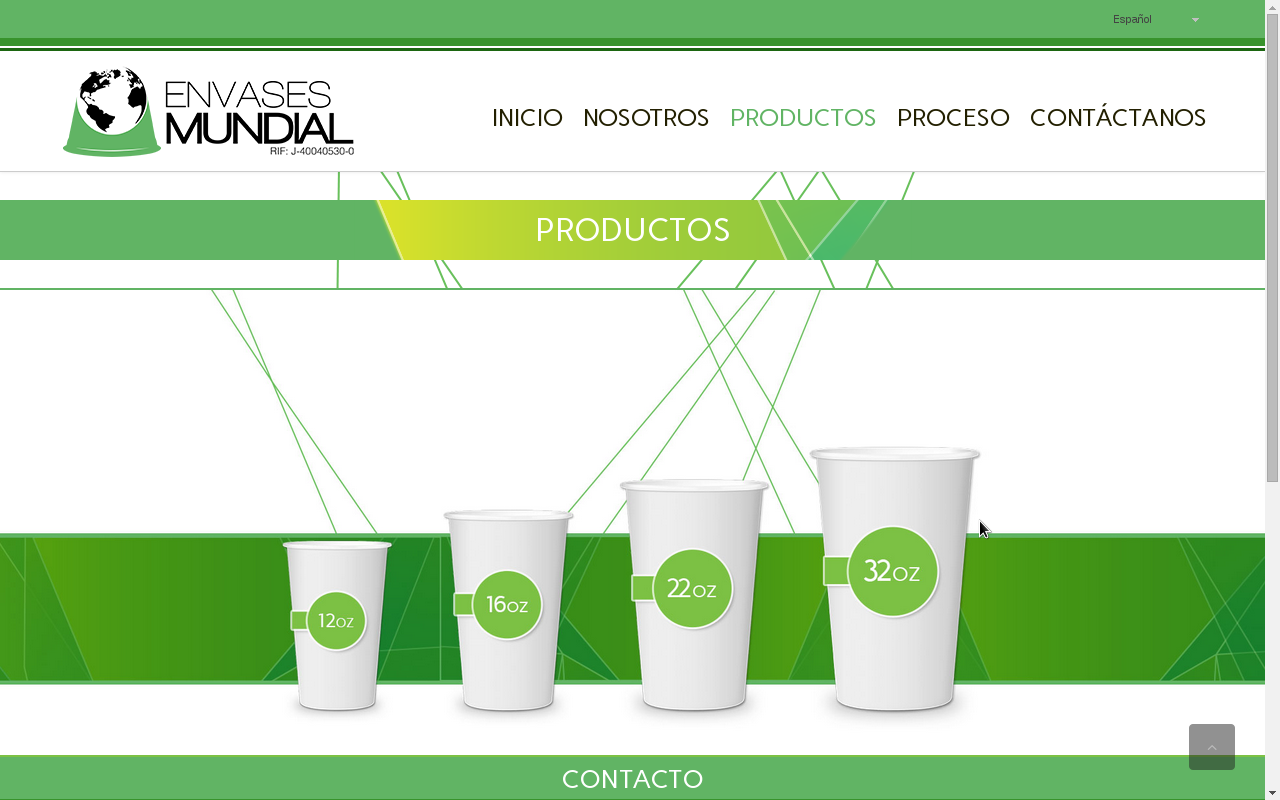 Español
ENVASES
MUNDIAL
RIF: J-40040530-0
INICIO NOSOTROS PRODUCTOS PROCESO CONTÁCTANOS
PRODUCTOS
12oz
16oz
22oz
32oz
CONTACTO